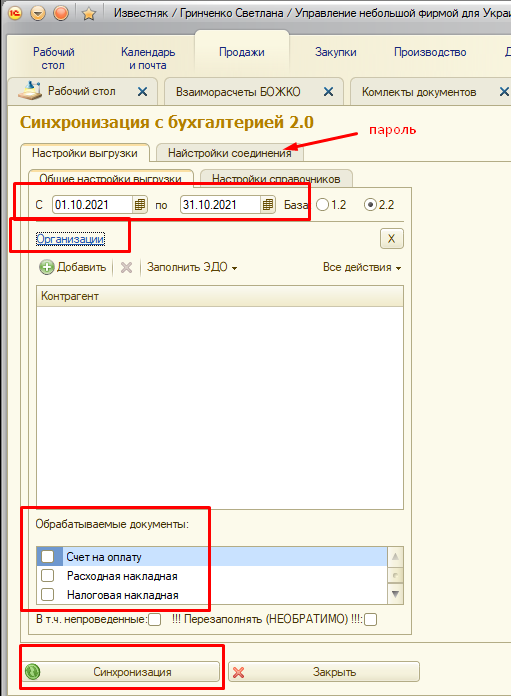 Известняк / Гринченко Светлана / Управление небольшой фирмой для Укра
Рабочий стол
Календарь и почта
Продажи
Закупки
Производство
Рабочий стол
Взаиморасчеты БОЖКО
Комлекты документов
Синхронизация с бухгалтерией 2.0
пароль
Настройки выгрузки
Найстройки соединения
Общие настройки выгрузки
Настройки справочников
С 01.10.2021 по 31.10.2021 База: 1.2 2.2
Организации
X
Добавить Заполнить ЭДО Все действия
Контрагент
Обрабатываемые документы:
Счет на оплату
Расходная накладная
Налоговая накладная
В т.ч. непроведенные: !!! Перезаполнять (НЕОБРАТИМО) !!!:
Синхронизация
Закрыть